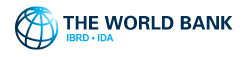 THE WORLD BANK
IBRD • IDA